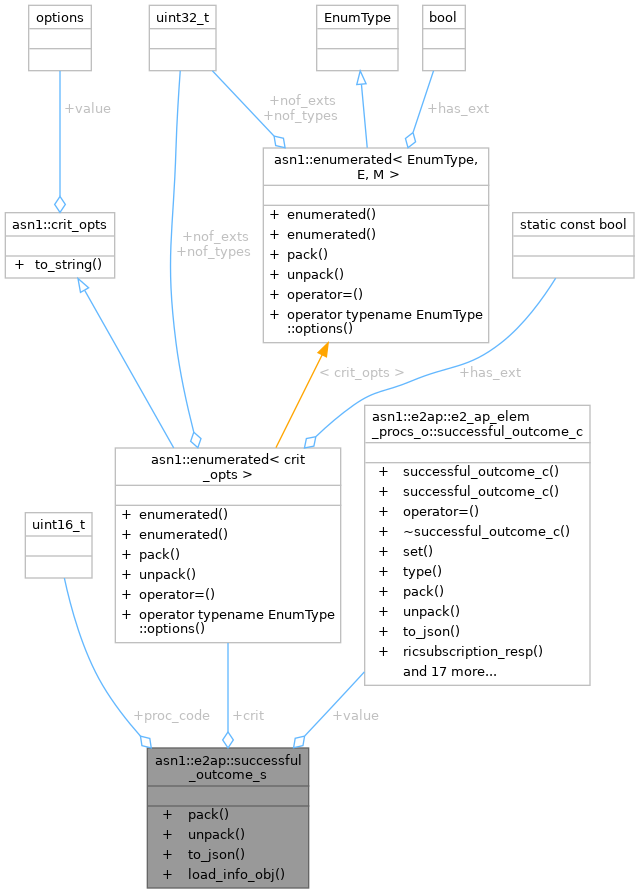 options
uint32_t
EnumType
bool
+value
+nof_exts
+nof_types
+has_ext
asn1::enumerated< EnumType,
E, M >
+ enumerated()
+ enumerated()
+ pack()
+ unpack()
+ operator=()
+ operator typename EnumType
::options()
asn1::crit_opts
+ to_string()
static const bool
+nof_exts
+nof_types
< crit_opts >
+has_ext
asn1::e2ap::e2_ap_elem
_procs_o::successful_outcome_c
+ successful_outcome_c()
+ successful_outcome_c()
+ operator=()
+ ~successful_outcome_c()
+ set()
+ type()
+ pack()
+ unpack()
+ to_json()
+ ricsubscription_resp()
and 17 more...
asn1::enumerated< crit
_opts >
+ enumerated()
+ enumerated()
+ pack()
+ unpack()
+ operator=()
+ operator typename EnumType
::options()
uint16_t
+proc_code
+crit
+value
asn1::e2ap::successful
_outcome_s
+ pack()
+ unpack()
+ to_json()
+ load_info_obj()